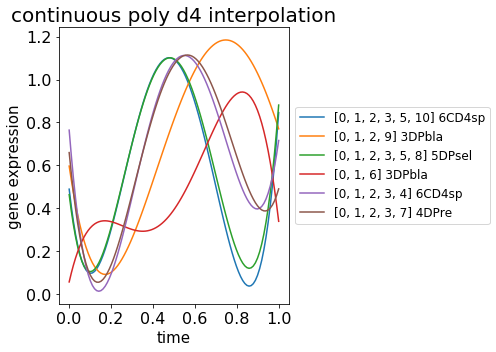 continuous poly d4 interpolation
gene expression
1.2
1.0
0.8
0.6
0.4
0.2
0.0
0.0 0.2 0.4 0.6 0.8 1.0
time
[0, 1, 2, 3, 5, 10] 6CD4sp
[0, 1, 2, 9] 3DPbla
[0, 1, 2, 3, 5, 8] 5DPsel
[0, 1, 6] 3DPbla
[0, 1, 2, 3, 4] 6CD4sp
[0, 1, 2, 3, 7] 4DPre